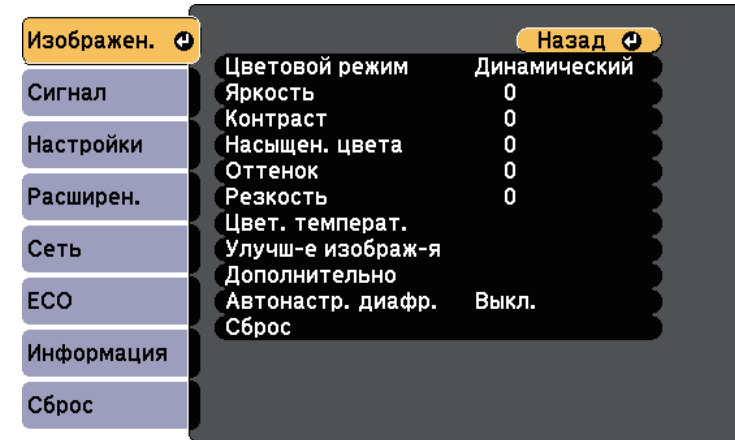 Изображен.
Сигнал
Настройки
Расширен.
Сеть
ECO
Информация
Сброс
Назад
Цветовой режим Динамический
Яркость 0
Контраст 0
Насыщен. цвета 0
Оттенок 0
Резкость 0
Цвет. температ.
Улучш-е изображ-я
Дополнительно
Автонастр. диафр. Выкл.
Сброс